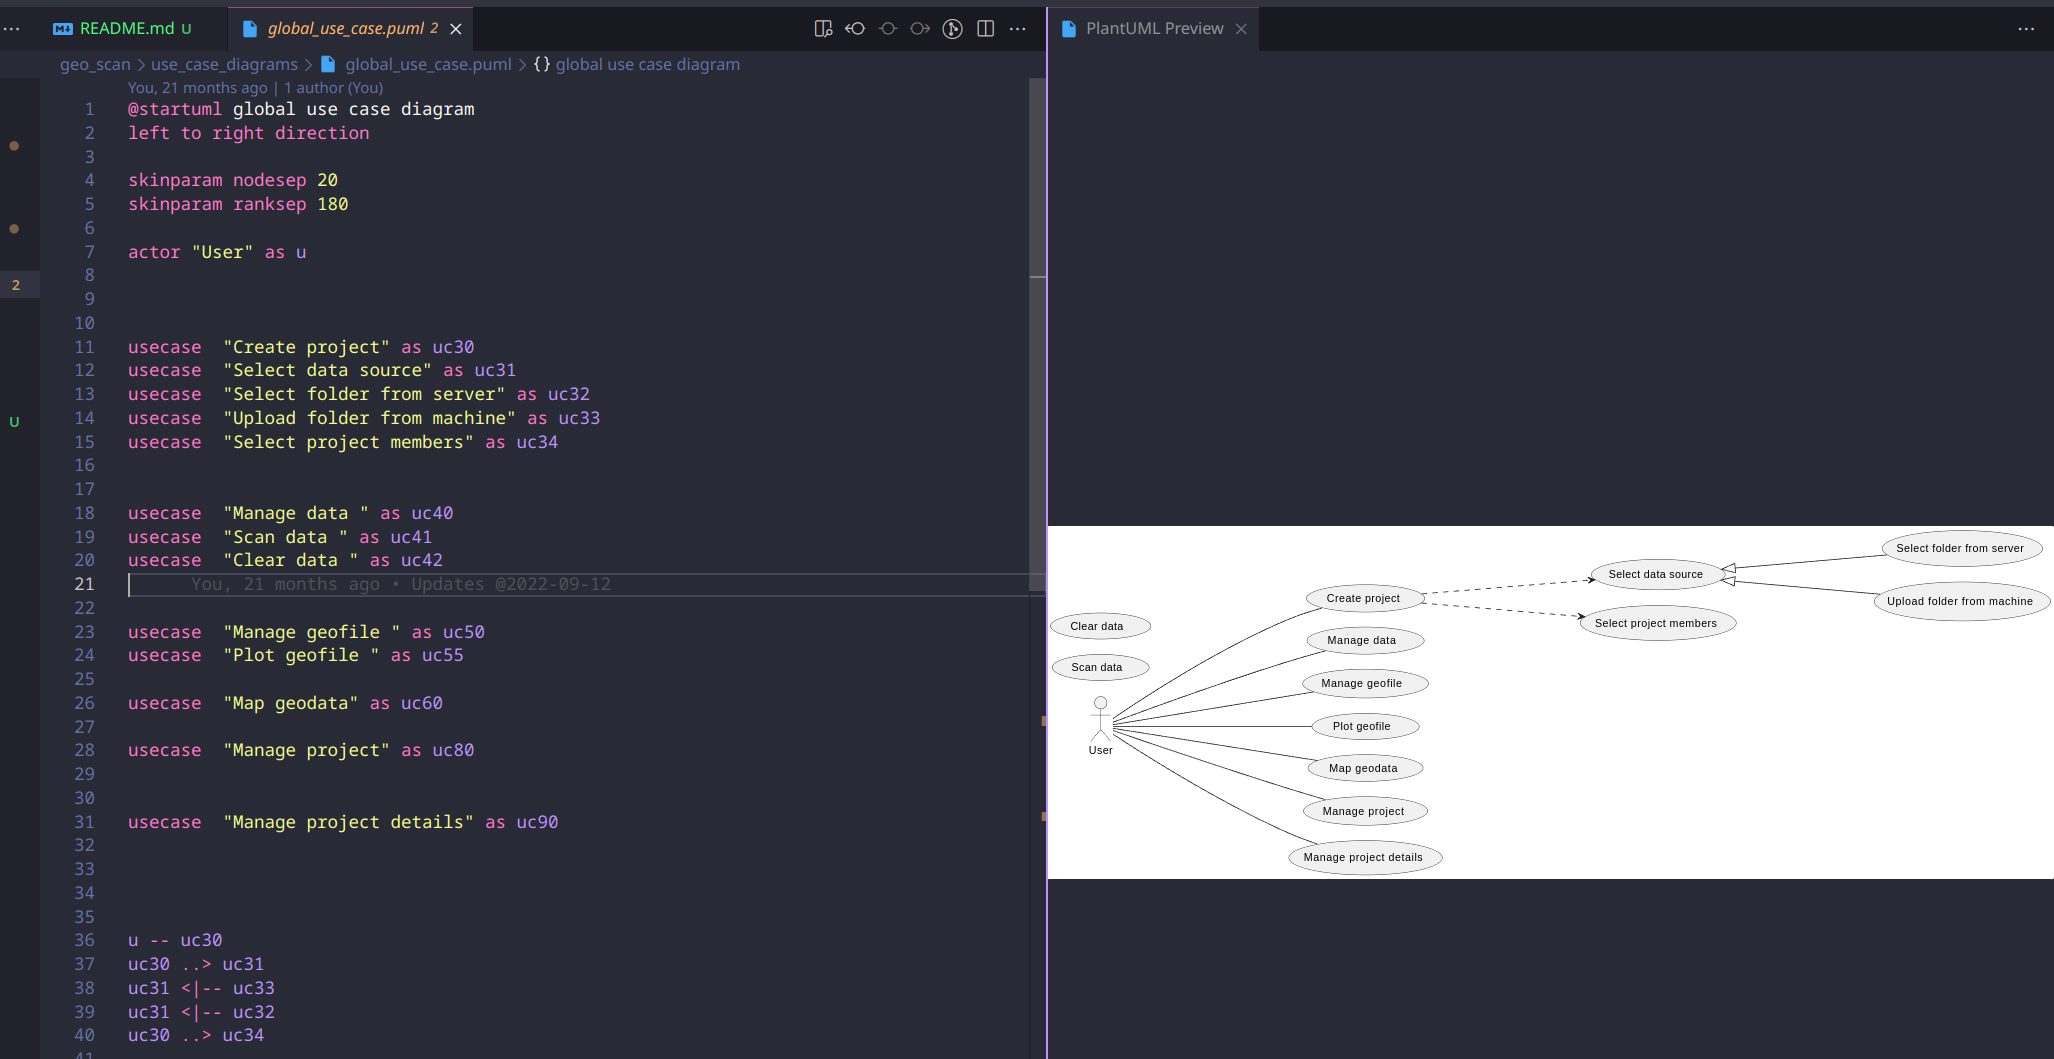 README.md U
global_use_case.puml 2
PlantUML Preview
geo_scan > use_case_diagrams > global_use_case.puml > {} global use case diagram
You, 21 months ago | 1 author (You)
1 @startuml global use case diagram
2 left to right direction
3
4 skinparam nodesep 20
5 skinparam ranksep 180
6
7 actor "User" as u
8
9
10
11 usecase  "Create project" as uc30
12 usecase  "Select data source" as uc31
13 usecase  "Select folder from server" as uc32
14 usecase  "Upload folder from machine" as uc33
15 usecase  "Select project members" as uc34
16
17
18 usecase  "Manage data " as uc40
19 usecase  "Scan data " as uc41
20 usecase  "Clear data " as uc42
21 You, 21 months ago • Updates @2022-09-12
22
23 usecase  "Manage geofile " as uc50
24 usecase  "Plot geofile " as uc55
25
26 usecase  "Map geodata" as uc60
27
28 usecase  "Manage project" as uc80
29
30
31 usecase  "Manage project details" as uc90
32
33
34
35
36 u -- uc30
37 uc30 ..> uc31
38 uc31 <|-- uc33
39 uc31 <|-- uc32
40 uc30 ..> uc34
41
2
U
Select folder from server
Select data source
Create project
Upload folder from machine
Select project members
Clear data
Manage data
Scan data
Manage geofile
Plot geofile
User
Map geodata
Manage project
Manage project details